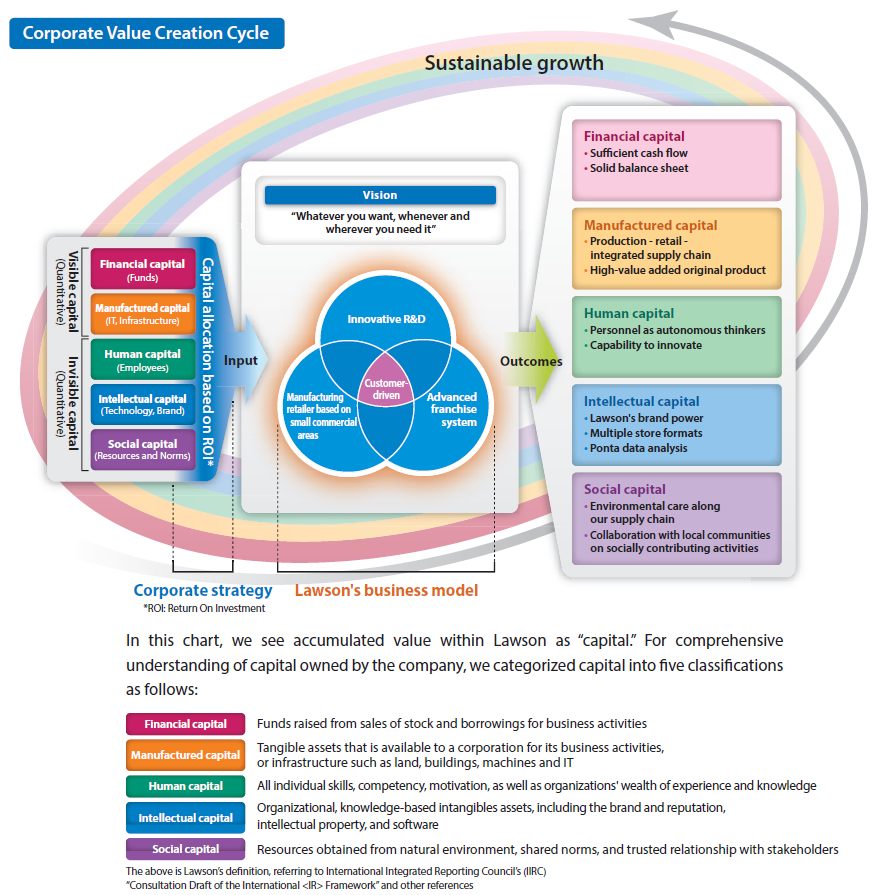 Corporate Value Creation Cycle
Sustainable growth
Visible capital
(Quantitative)
Invisible capital
(Quantitative)
Financial capital
(Funds)
Manufactured capital
(IT, Infrastructure)
Human capital
(Employees)
Intellectual capital
(Technology, Brand)
Social capital
(Resources and Norms)
Capital allocation based on ROI*
Input
Vision
“Whatever you want, whenever and
wherever you need it”
Innovative R&D
Customer-
driven
Manufacturing
retailer based on
small commercial
areas
Advanced
franchise
system
Outcomes
Financial capital
• Sufficient cash flow
• Solid balance sheet
Manufactured capital
• Production - retail -
integrated supply chain
• High-value added original product
Human capital
• Personnel as autonomous thinkers
• Capability to innovate
Intellectual capital
• Lawson's brand power
• Multiple store formats
• Ponta data analysis
Social capital
• Environmental care along
our supply chain
• Collaboration with local communities
on socially contributing activities
Corporate strategy
*ROI: Return On Investment
Lawson's business model
In this chart, we see accumulated value within Lawson as “capital.” For comprehensive
understanding of capital owned by the company, we categorized capital into five classifications
as follows:
Financial capital
Funds raised from sales of stock and borrowings for business activities
Manufactured capital
Tangible assets that is available to a corporation for its business activities,
or infrastructure such as land, buildings, machines and IT
Human capital
All individual skills, competency, motivation, as well as organizations' wealth of experience and knowledge
Intellectual capital
Organizational, knowledge-based intangibles assets, including the brand and reputation,
intellectual property, and software
Social capital
Resources obtained from natural environment, shared norms, and trusted relationship with stakeholders
The above is Lawson’s definition, referring to International Integrated Reporting Council’s (IIRC)
“Consultation Draft of the International <IR> Framework” and other references